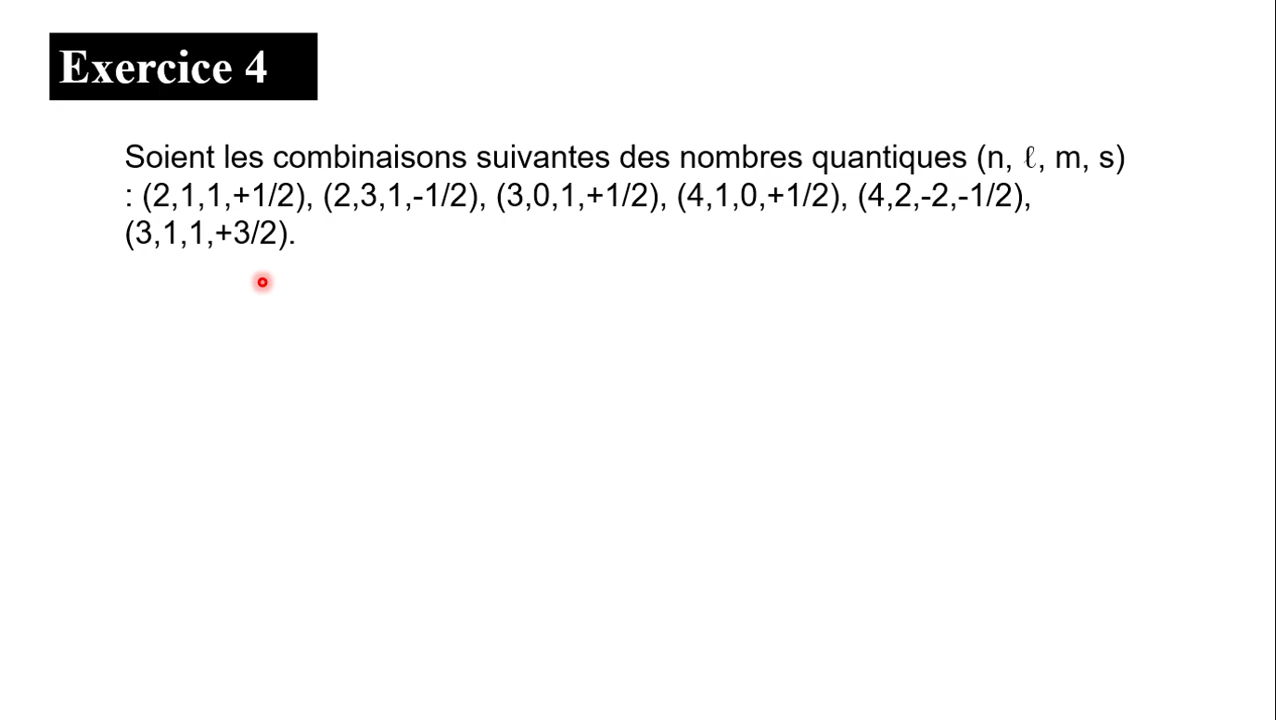 Exercice 4
Soient les combinaisons suivantes des nombres quantiques (n, ℓ, m, s)
: (2,1,1,+1/2), (2,3,1,-1/2), (3,0,1,+1/2), (4,1,0,+1/2), (4,2,-2,-1/2),
(3,1,1,+3/2).